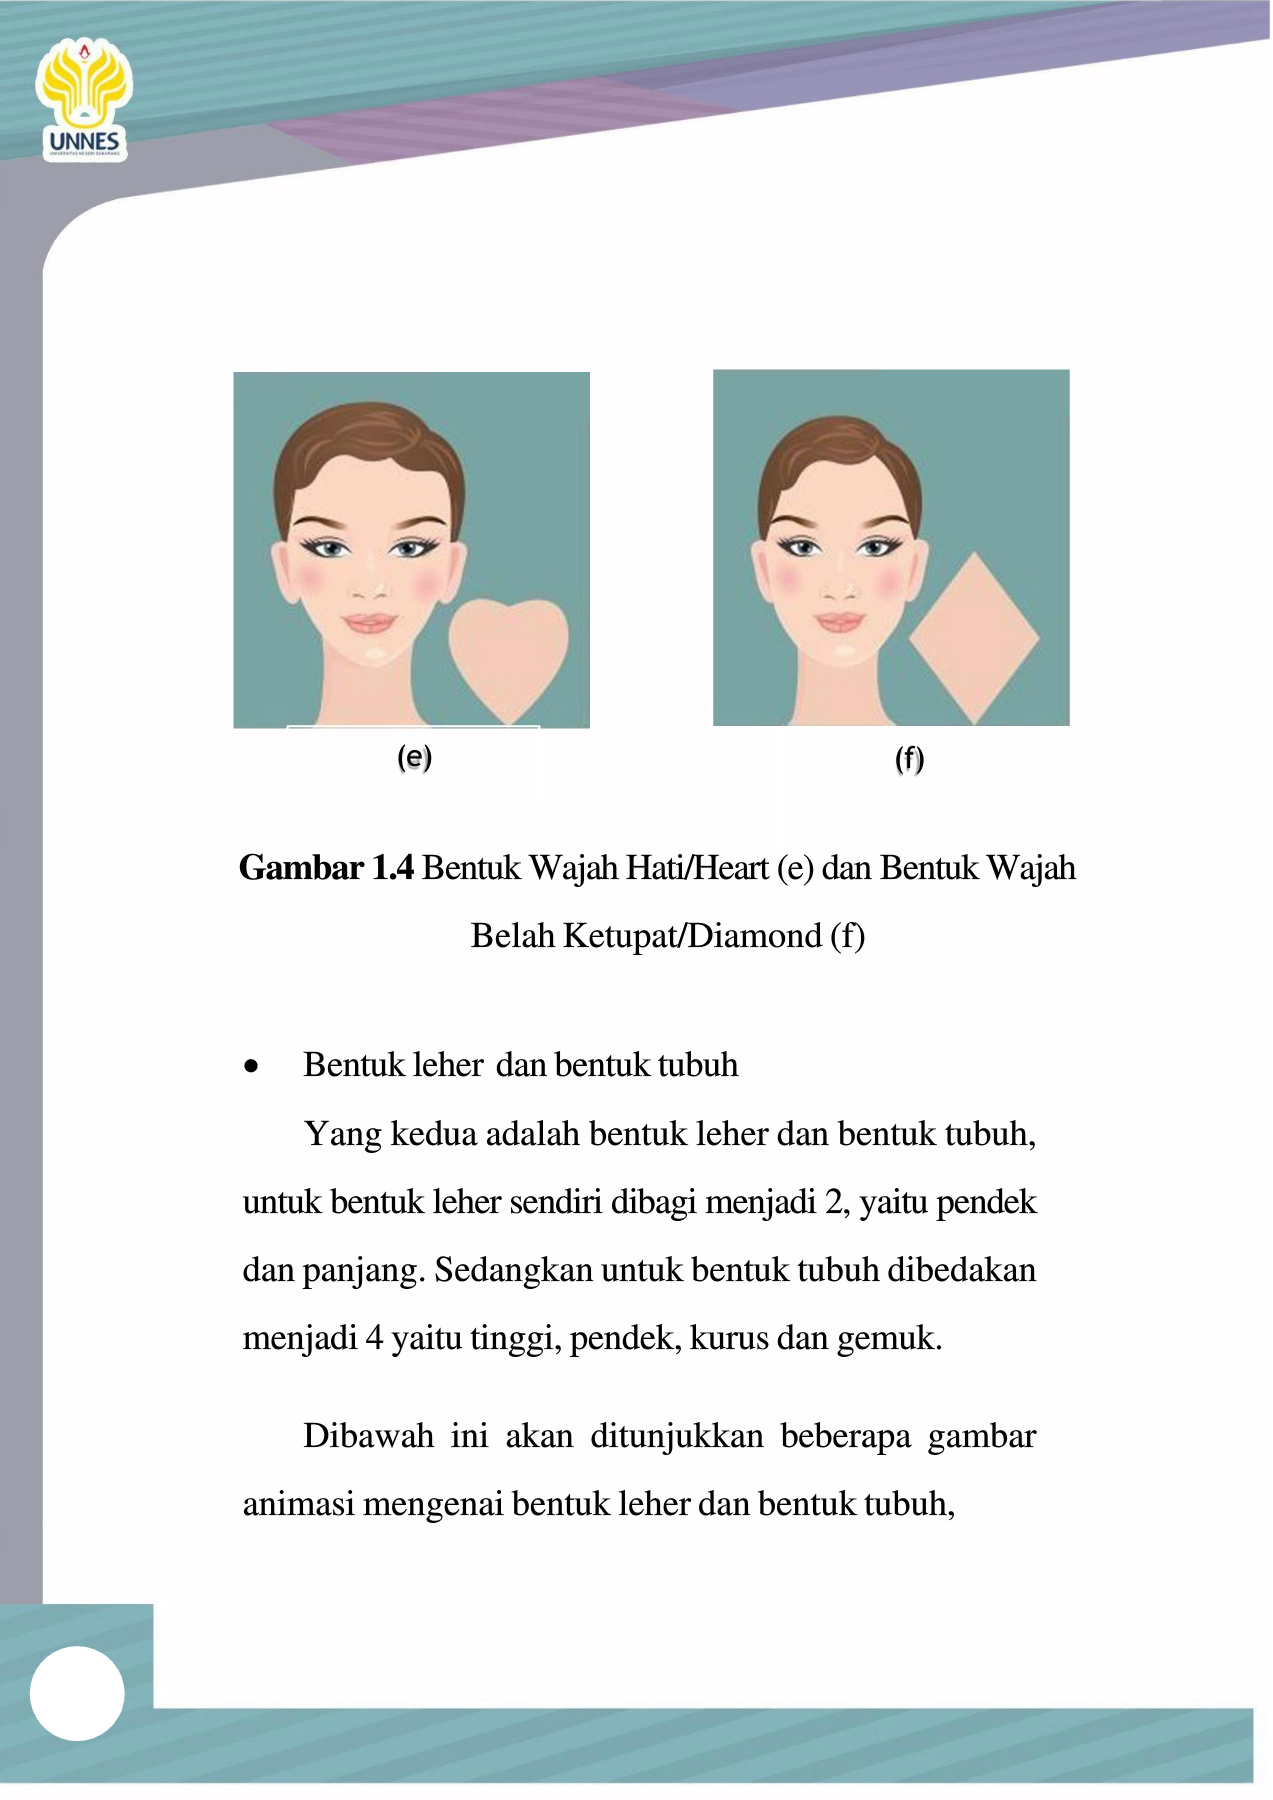 UNNES
UNIVERSITAS NEGERI SEMARANG
(e)
(f)
Gambar 1.4 Bentuk Wajah Hati/Heart (e) dan Bentuk Wajah
Belah Ketupat/Diamond (f)
• Bentuk leher dan bentuk tubuh
Yang kedua adalah bentuk leher dan bentuk tubuh,
untuk bentuk leher sendiri dibagi menjadi 2, yaitu pendek
dan panjang. Sedangkan untuk bentuk tubuh dibedakan
menjadi 4 yaitu tinggi, pendek, kurus dan gemuk.
Dibawah ini akan ditunjukkan beberapa gambar
animasi mengenai bentuk leher dan bentuk tubuh,